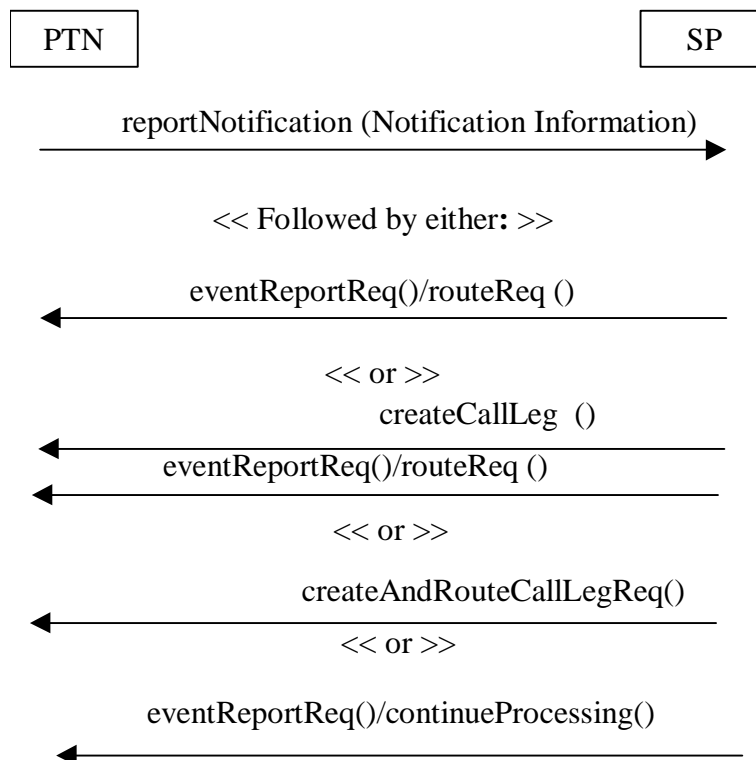 PTN SP
reportNotification (Notification Information)
<< Followed by either: >>
eventReportReq()/routeReq ()
<< or >>
createCallLeg ()
eventReportReq()/routeReq ()
<< or >>
createAndRouteCallLegReq()
<< or >>
eventReportReq()/continueProcessing()